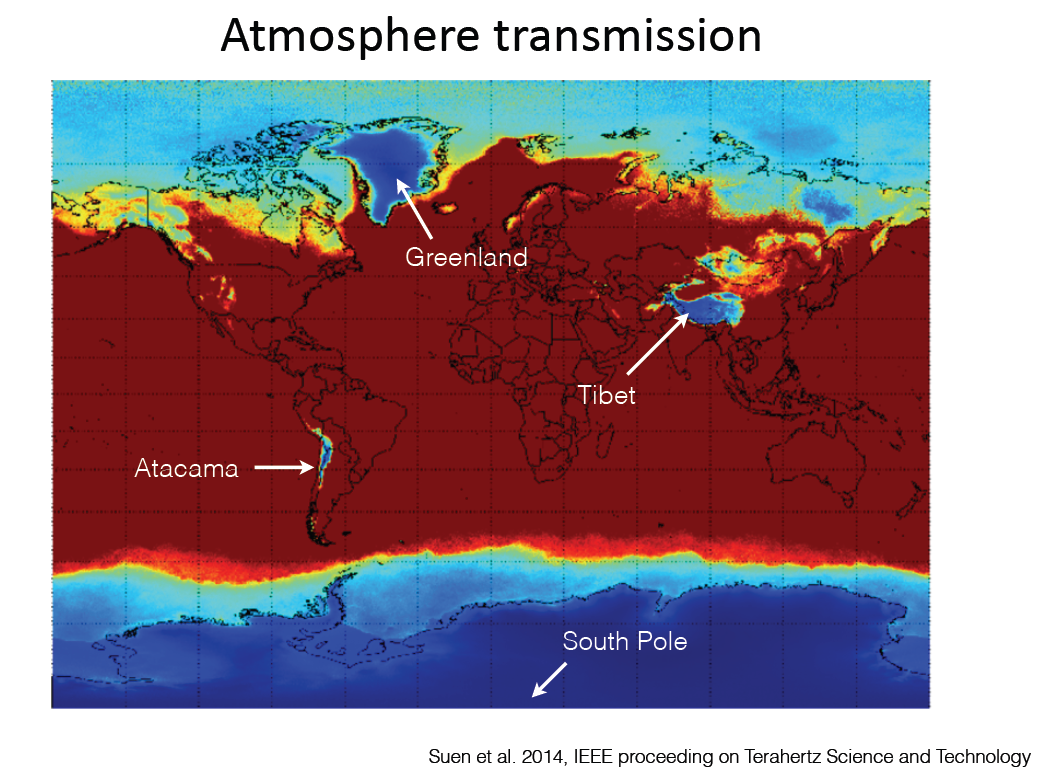 Atmosphere transmission
Greenland
Tibet
Atacama
South Pole
Suen et al. 2014, IEEE proceeding on Terahertz Science and Technology